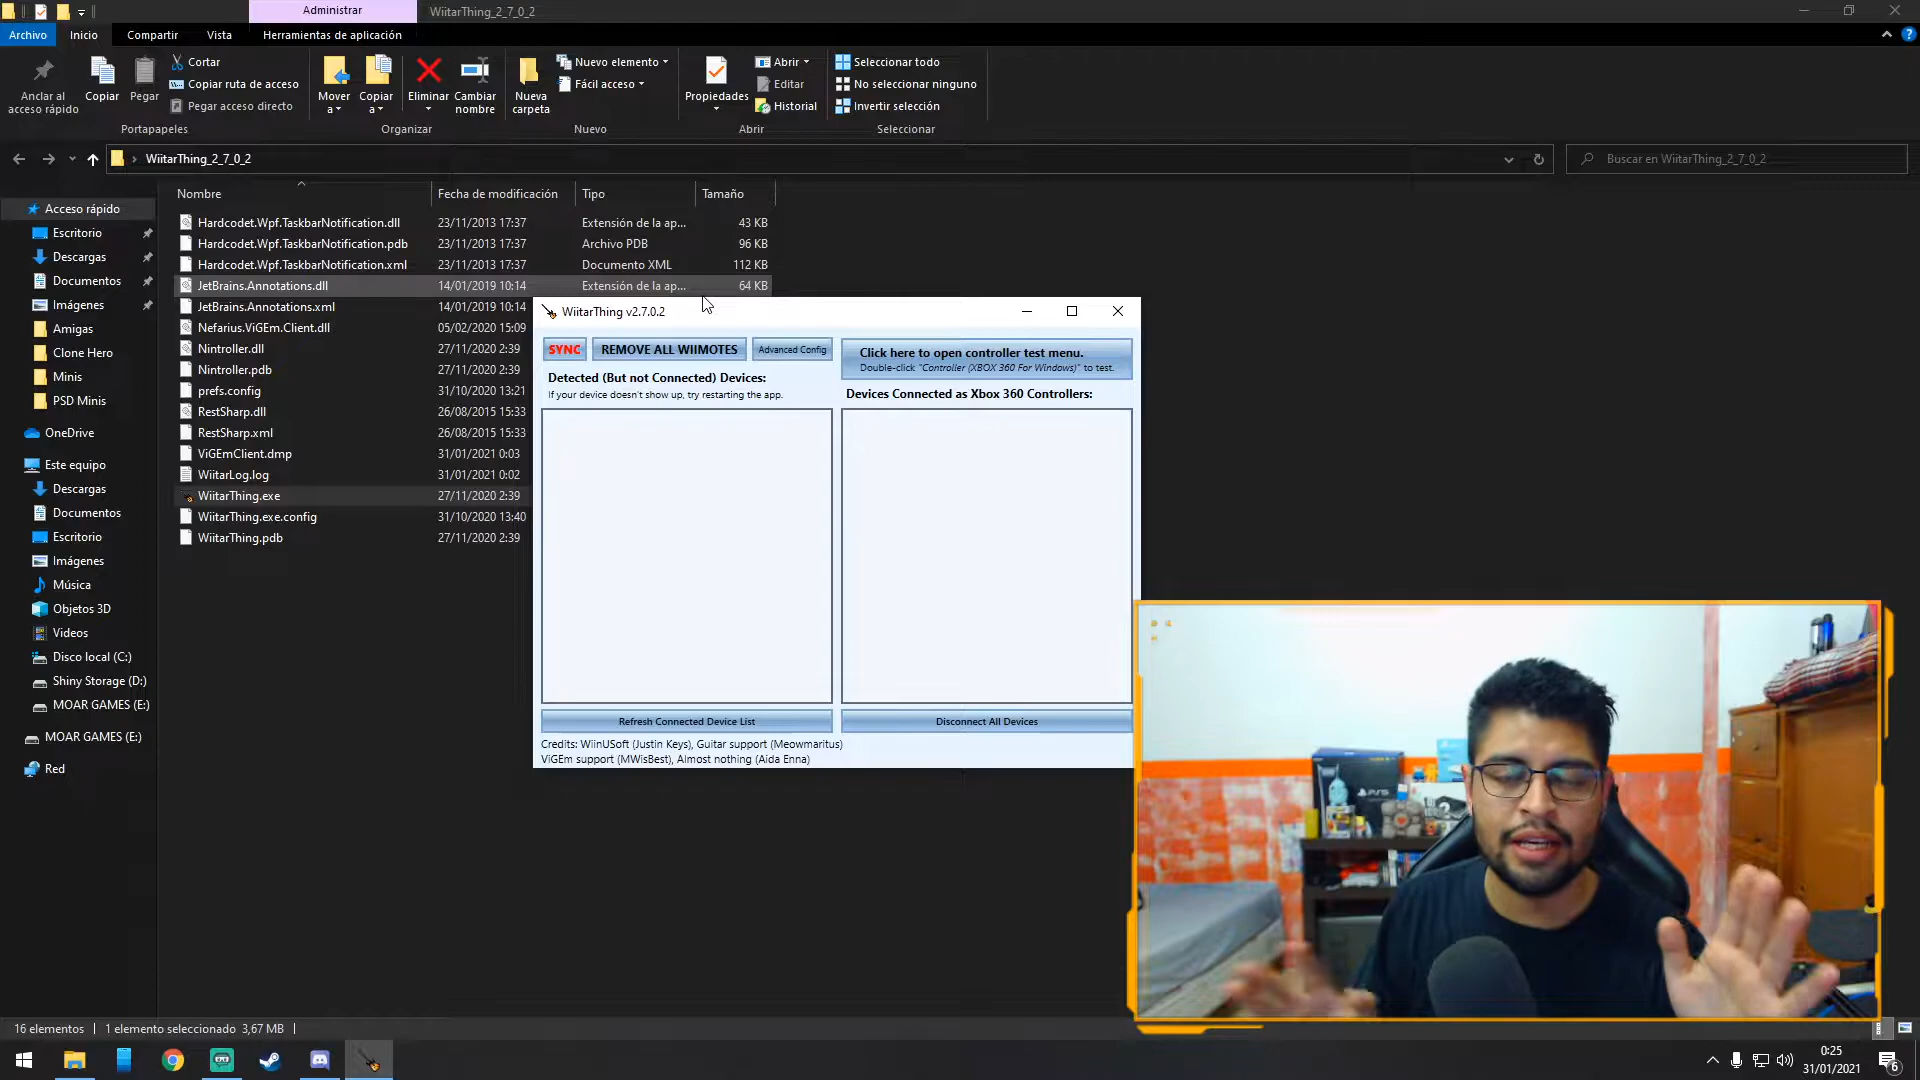 Administrar
WiitarThing_2_7_0_2
Archivo
Inicio
Compartir
Vista
Herramientas de aplicación
Anclar al
acceso rápido
Copiar
Pegar
Cortar
Copiar ruta de acceso
Pegar acceso directo
Portapapeles
Mover
a
Copiar
a
Eliminar
Cambiar
nombre
Organizar
Nueva
carpeta
Nuevo elemento
Fácil acceso
Nuevo
Propiedades
Abrir
Editar
Historial
Abrir
Seleccionar todo
No seleccionar ninguno
Invertir selección
Seleccionar
WiitarThing_2_7_0_2
Buscar en WiitarThing_2_7_0_2
Acceso rápido
Escritorio
Descargas
Documentos
Imágenes
Amigas
Clone Hero
Minis
PSD Minis
OneDrive
Este equipo
Descargas
Documentos
Escritorio
Imágenes
Música
Objetos 3D
Videos
Disco local (C:)
Shiny Storage (D:)
MOAR GAMES (E:)
MOAR GAMES (E:)
Red
Nombre Fecha de modificación Tipo Tamaño
Hardcodet.Wpf.TaskbarNotification.dll 23/11/2013 17:37 Extensión de la ap... 43 KB
Hardcodet.Wpf.TaskbarNotification.pdb 23/11/2013 17:37 Archivo PDB 96 KB
Hardcodet.Wpf.TaskbarNotification.xml 23/11/2013 17:37 Documento XML 112 KB
JetBrains.Annotations.dll 14/01/2019 10:14 Extensión de la ap... 64 KB
JetBrains.Annotations.xml 14/01/2019 10:14
Nefarius.ViGEm.Client.dll 05/02/2020 15:09
Nintroller.dll 27/11/2020 2:39
Nintroller.pdb 27/11/2020 2:39
prefs.config 31/10/2020 13:21
RestSharp.dll 26/08/2015 15:33
RestSharp.xml 26/08/2015 15:33
ViGEmClient.dmp 31/01/2021 0:03
WiitarLog.log 31/01/2021 0:02
WiitarThing.exe 27/11/2020 2:39
WiitarThing.exe.config 31/10/2020 13:40
WiitarThing.pdb 27/11/2020 2:39
WiitarThing v2.7.0.2
SYNC
REMOVE ALL WIIMOTES
Advanced Config
Click here to open controller test menu.
Double-click "Controller (XBOX 360 For Windows)" to test.
Detected (But not Connected) Devices:
If your device doesn't show up, try restarting the app.
Devices Connected as Xbox 360 Controllers:
Refresh Connected Device List
Disconnect All Devices
Credits: WiinUSoft (Justin Keys), Guitar support (Meowmaritus)
ViGEm support (MWisBest), Almost nothing (Aida Enna)
PS5
16 elementos
1 elemento seleccionado 3,67 MB
0:25
31/01/2021
6